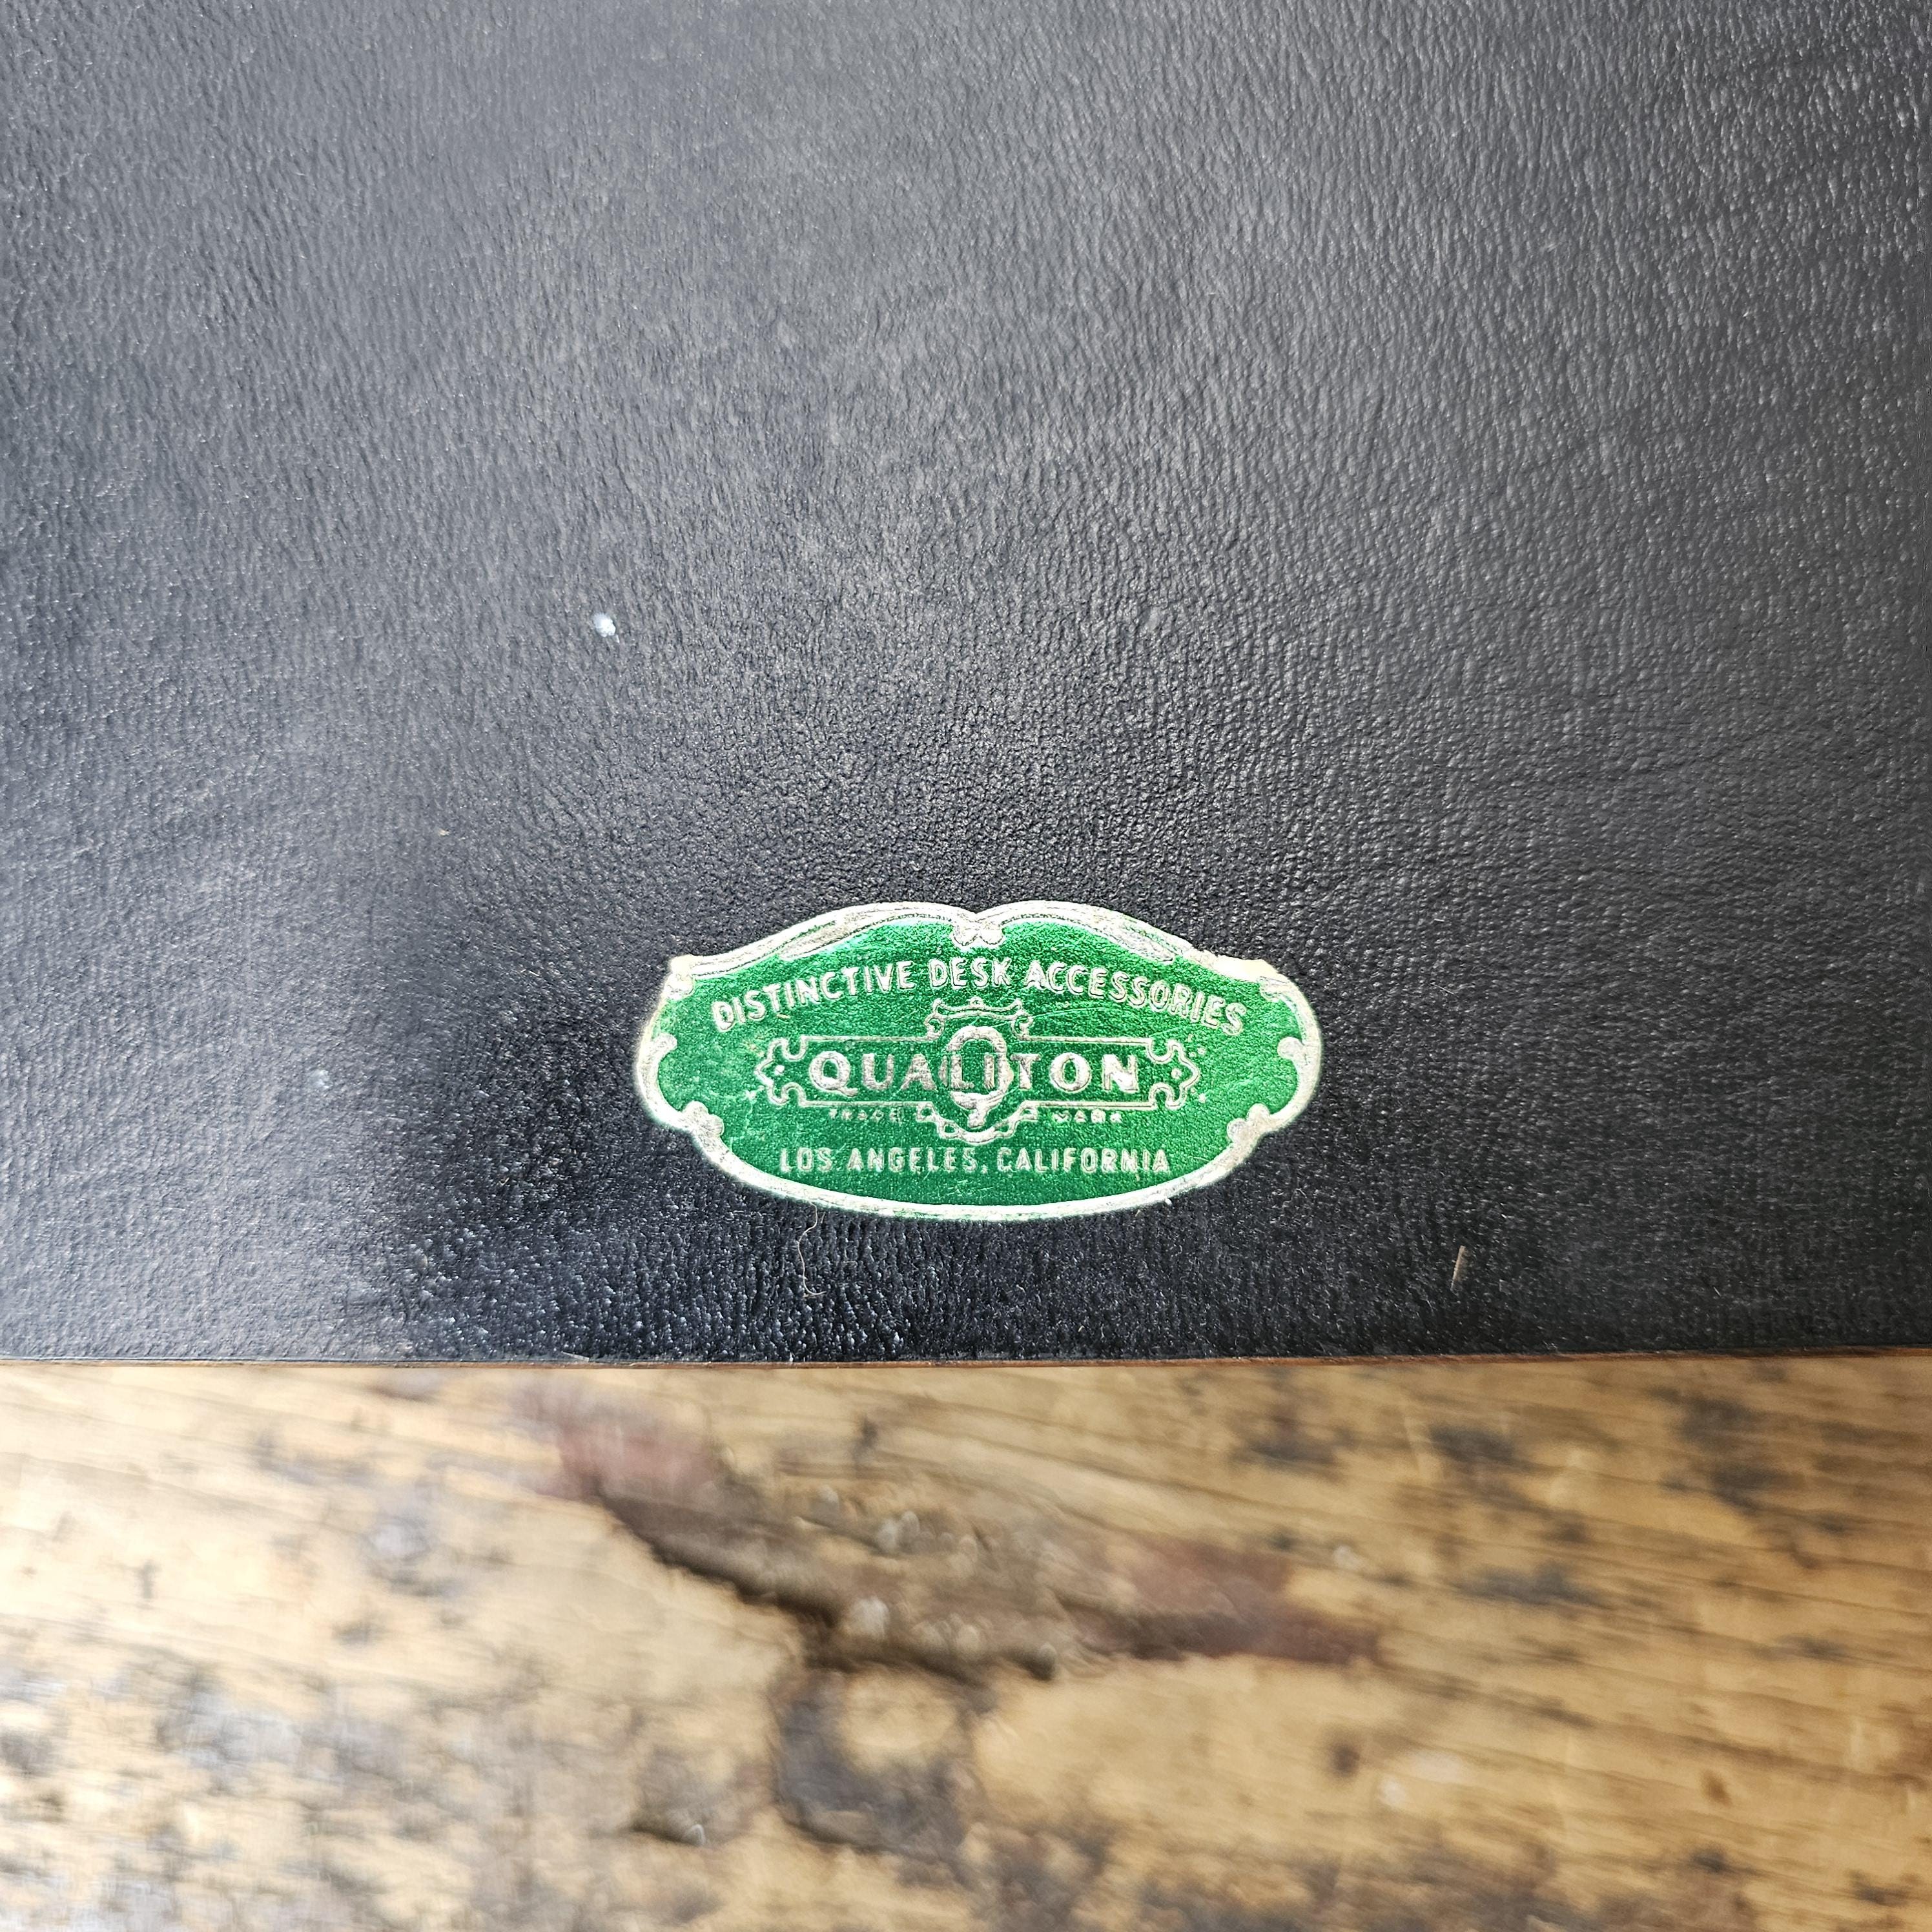 DISTINCTIVE DESK ACCESSORIES
Q
QUALITON
TRADE MARK
LOS ANGELES, CALIFORNIA